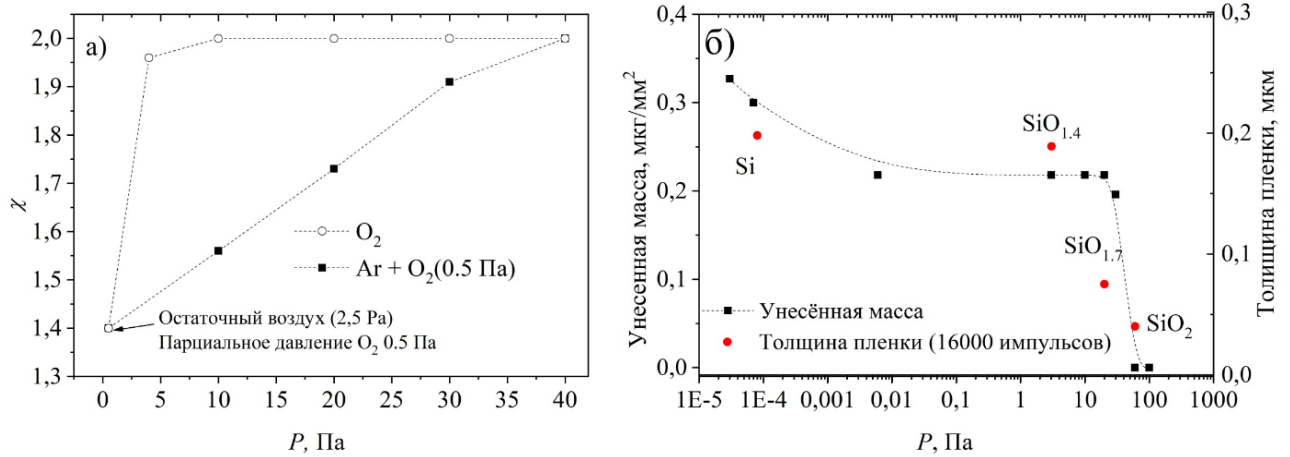 а)
2,0
1,9
1,8
1,7
1,6
1,5
1,4
1,3
χ
O2
Ar + O2(0.5 Па)
Остаточный воздух (2,5 Pa)
Парциальное давление O2 0.5 Па
0 5 10 15 20 25 30 35 40
P, Па
б)
0,4
0,3
0,2
0,1
0,0
Унесенная масса, мкг/мм2
Si
SiO1.4
SiO1.7
SiO2
Унесённая масса
Толщина пленки (16000 импульсов)
0,3
0,2
0,1
0,0
Толищина пленки, мкм
1E-5 1E-4 0,001 0,01 0,1 1 10 100 1000
P, Па